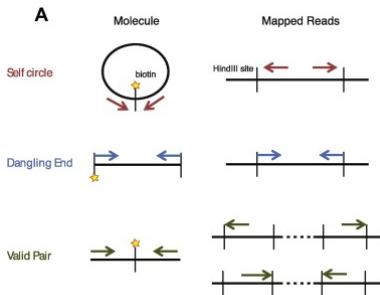 A
Molecule
Mapped Reads
Self circle
biotin
HindIII site
Dangling End
Valid Pair